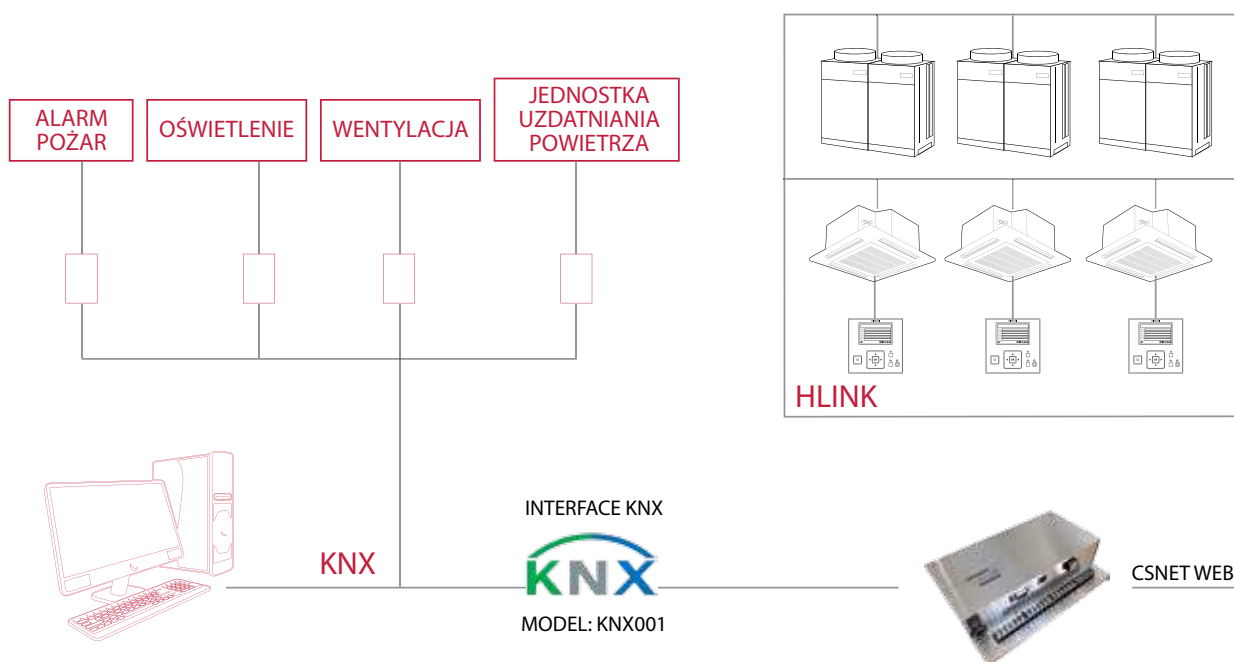 ALARM
POŻAR
OŚWIETLENIE
WENTYLACJA
JEDNOSTKA
UZDATNIANIA
POWIETRZA
HLINK
KNX
INTERFACE KNX
KNX
MODEL: KNX001
CSNET WEB